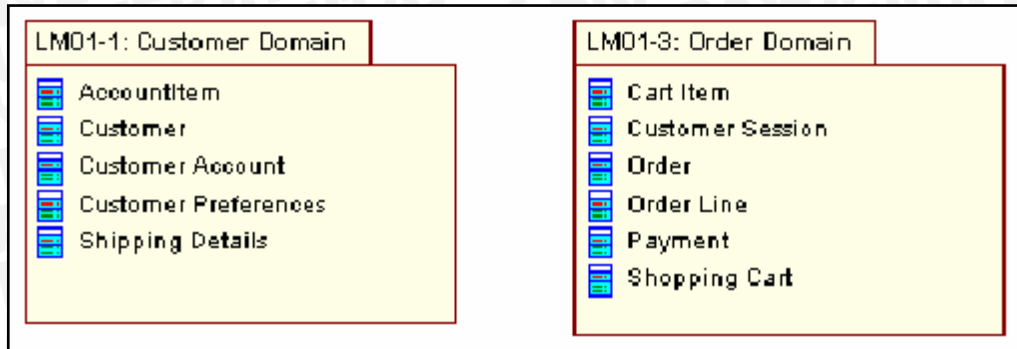 LM01-1: Customer Domain
AccountItem
Customer
Customer Account
Customer Preferences
Shipping Details
LM01-3: Order Domain
Cart Item
Customer Session
Order
Order Line
Payment
Shopping Cart